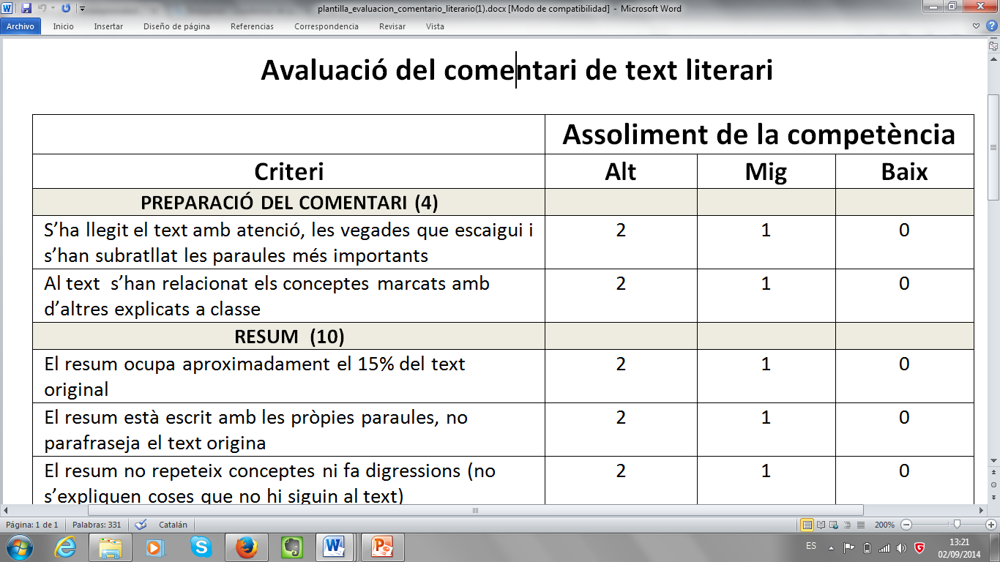 plantilla_evaluacion_comentario_literario(1).docx [Modo de compatibilidad] - Microsoft Word
Archivo Inicio Insertar Diseño de página Referencias Correspondencia Revisar Vista
Avaluació del comentari de text literari
Assoliment de la competència
Criteri Alt Mig Baix
PREPARACIÓ DEL COMENTARI (4)
S’ha llegit el text amb atenció, les vegades que escaigui i 2 1 0
s’han subratllat les paraules més importants
Al text s’han relacionat els conceptes marcats amb 2 1 0
d’altres explicats a classe
RESUM (10)
El resum ocupa aproximadament el 15% del text 2 1 0
original
El resum està escrit amb les pròpies paraules, no 2 1 0
parafraseja el text origina
El resum no repeteix conceptes ni fa digressions (no 2 1 0
s’expliquen coses que no hi siguin al text)
Página: 1 de 1 Palabras: 331 Catalán 200%
ES 13:21
02/09/2014